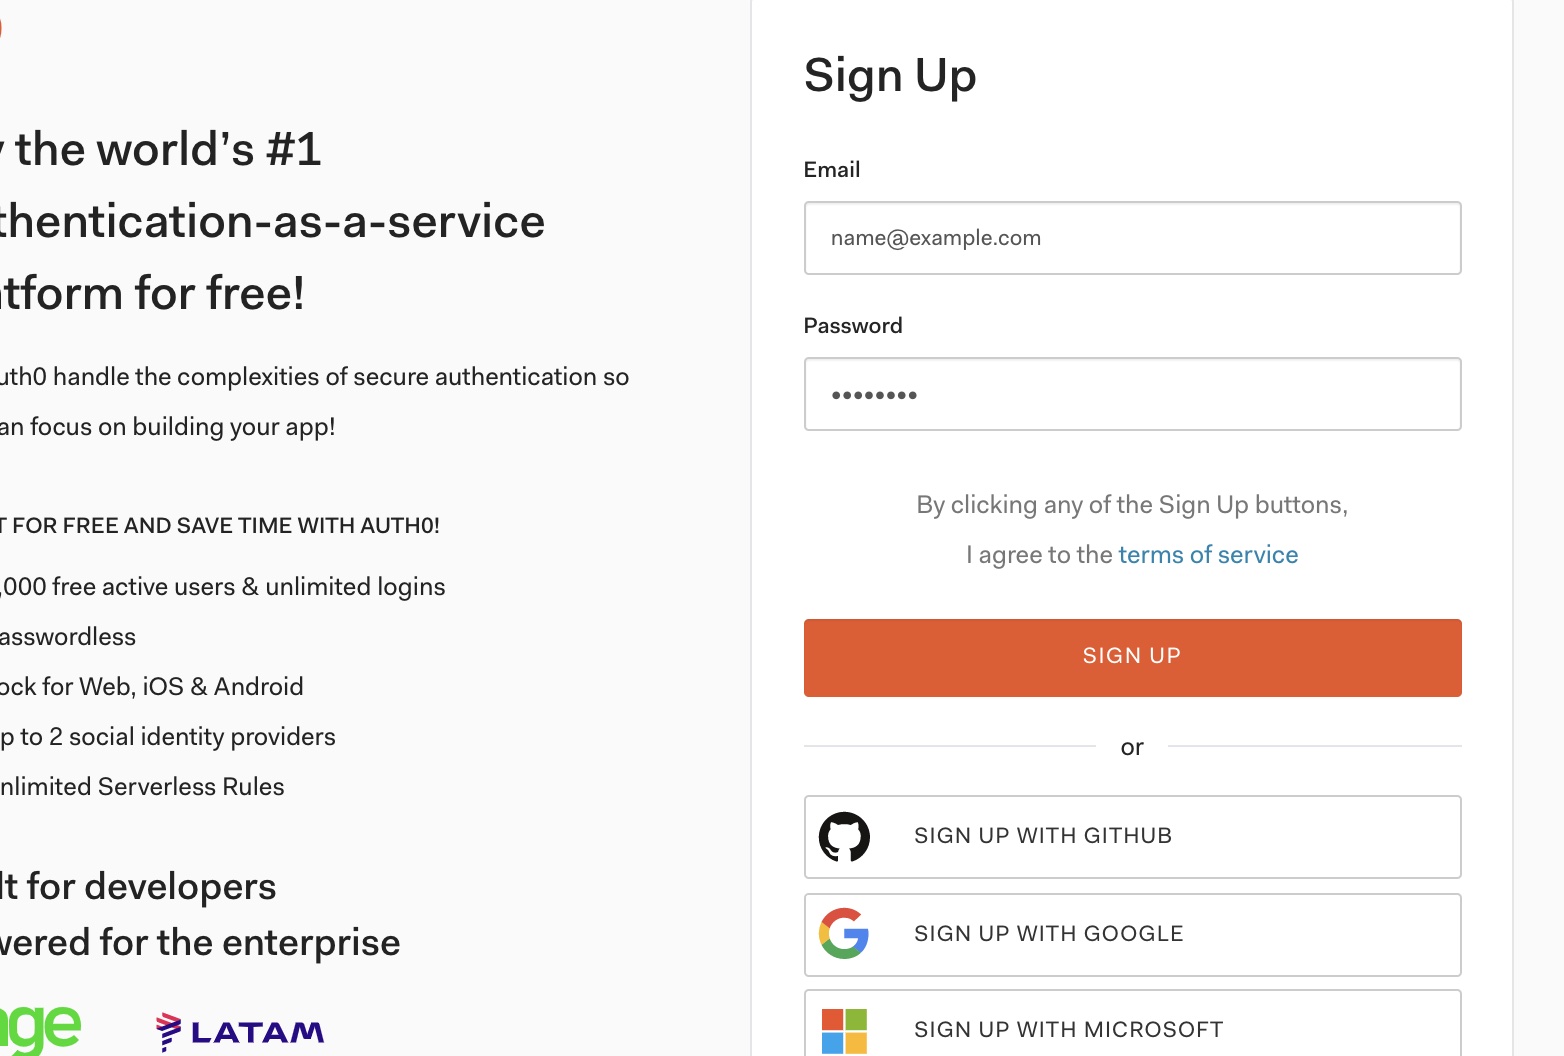 the world's #1
thentication-as-a-service
tform for free!
uth0 handle the complexities of secure authentication so
an focus on building your app!
T FOR FREE AND SAVE TIME WITH AUTH0!
,000 free active users & unlimited logins
asswordless
ock for Web, iOS & Android
p to 2 social identity providers
nlimited Serverless Rules
lt for developers
wered for the enterprise
age
LATAM
Sign Up
Email
name@example.com
Password
••••••••
By clicking any of the Sign Up buttons,
I agree to the terms of service
SIGN UP
or
SIGN UP WITH GITHUB
SIGN UP WITH GOOGLE
SIGN UP WITH MICROSOFT